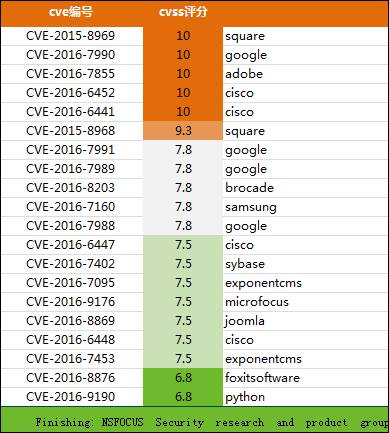 cve编号 cvss评分
CVE-2015-8969 10 square
CVE-2016-7990 10 google
CVE-2016-7855 10 adobe
CVE-2016-6452 10 cisco
CVE-2016-6441 10 cisco
CVE-2015-8968 9.3 square
CVE-2016-7991 7.8 google
CVE-2016-7989 7.8 google
CVE-2016-8203 7.8 brocade
CVE-2016-7160 7.8 samsung
CVE-2016-7988 7.8 google
CVE-2016-6447 7.5 cisco
CVE-2016-7402 7.5 sybase
CVE-2016-7095 7.5 exponentcms
CVE-2016-9176 7.5 microfocus
CVE-2016-8869 7.5 joomla
CVE-2016-6448 7.5 cisco
CVE-2016-7453 7.5 exponentcms
CVE-2016-8876 6.8 foxitsoftware
CVE-2016-9190 6.8 python
Finishing: NSFOCUS Security research and product group